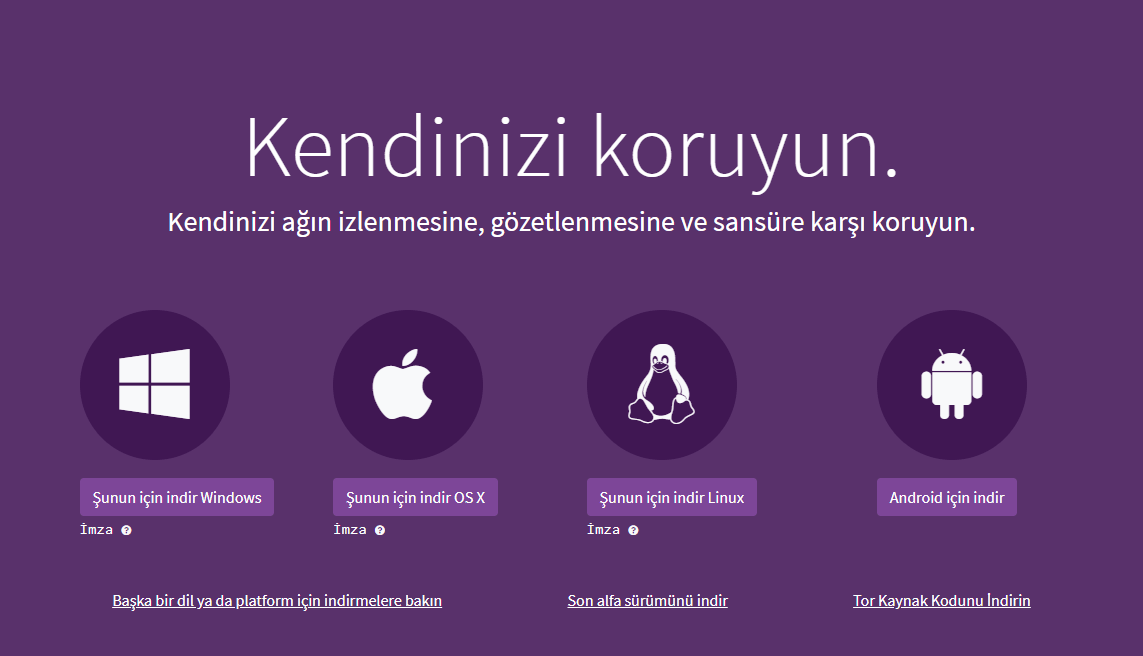 Kendinizi koruyun.
Kendinizi ağın izlenmesine, gözetlenmesine ve sansüre karşı koruyun.
Şunun için indir Windows
Şunun için indir OS X
Şunun için indir Linux
Android için indir
İmza ?
İmza ?
İmza ?
Başka bir dil ya da platform için indirmelere bakın
Son alfa sürümünü indir
Tor Kaynak Kodunu İndirin